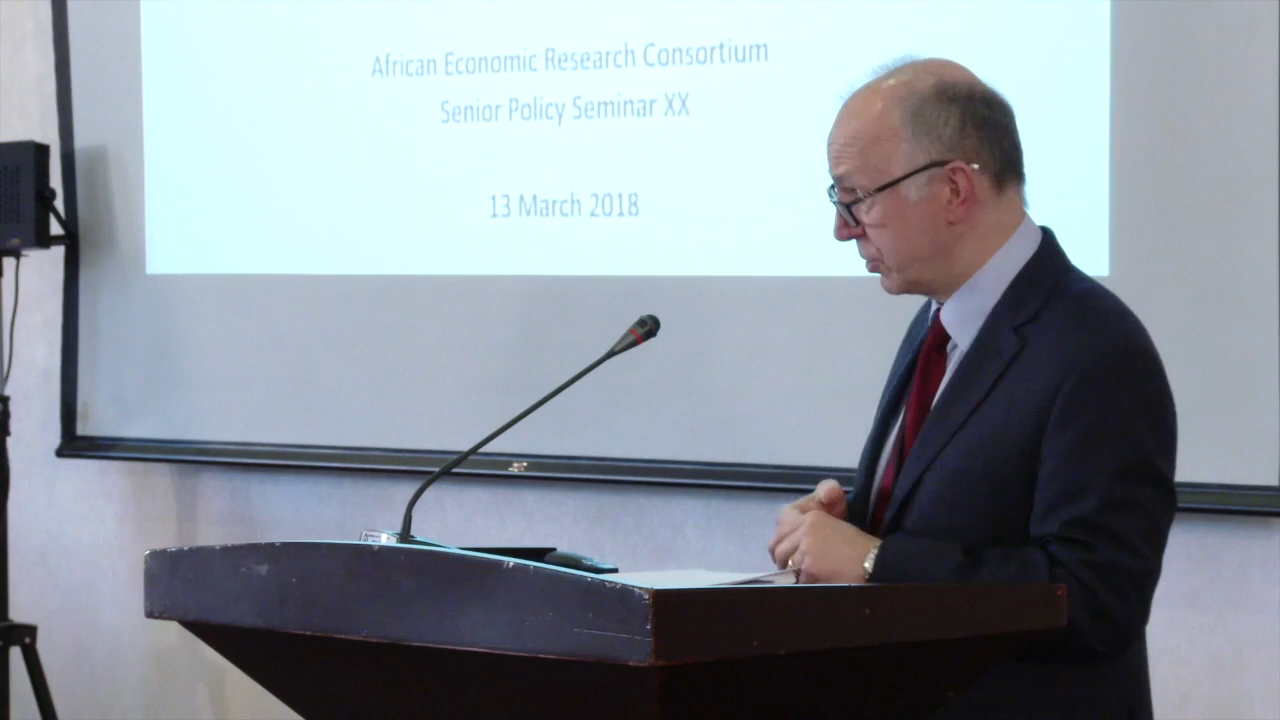 African Economic Research Consortium
Senior Policy Seminar XX
13 March 2018